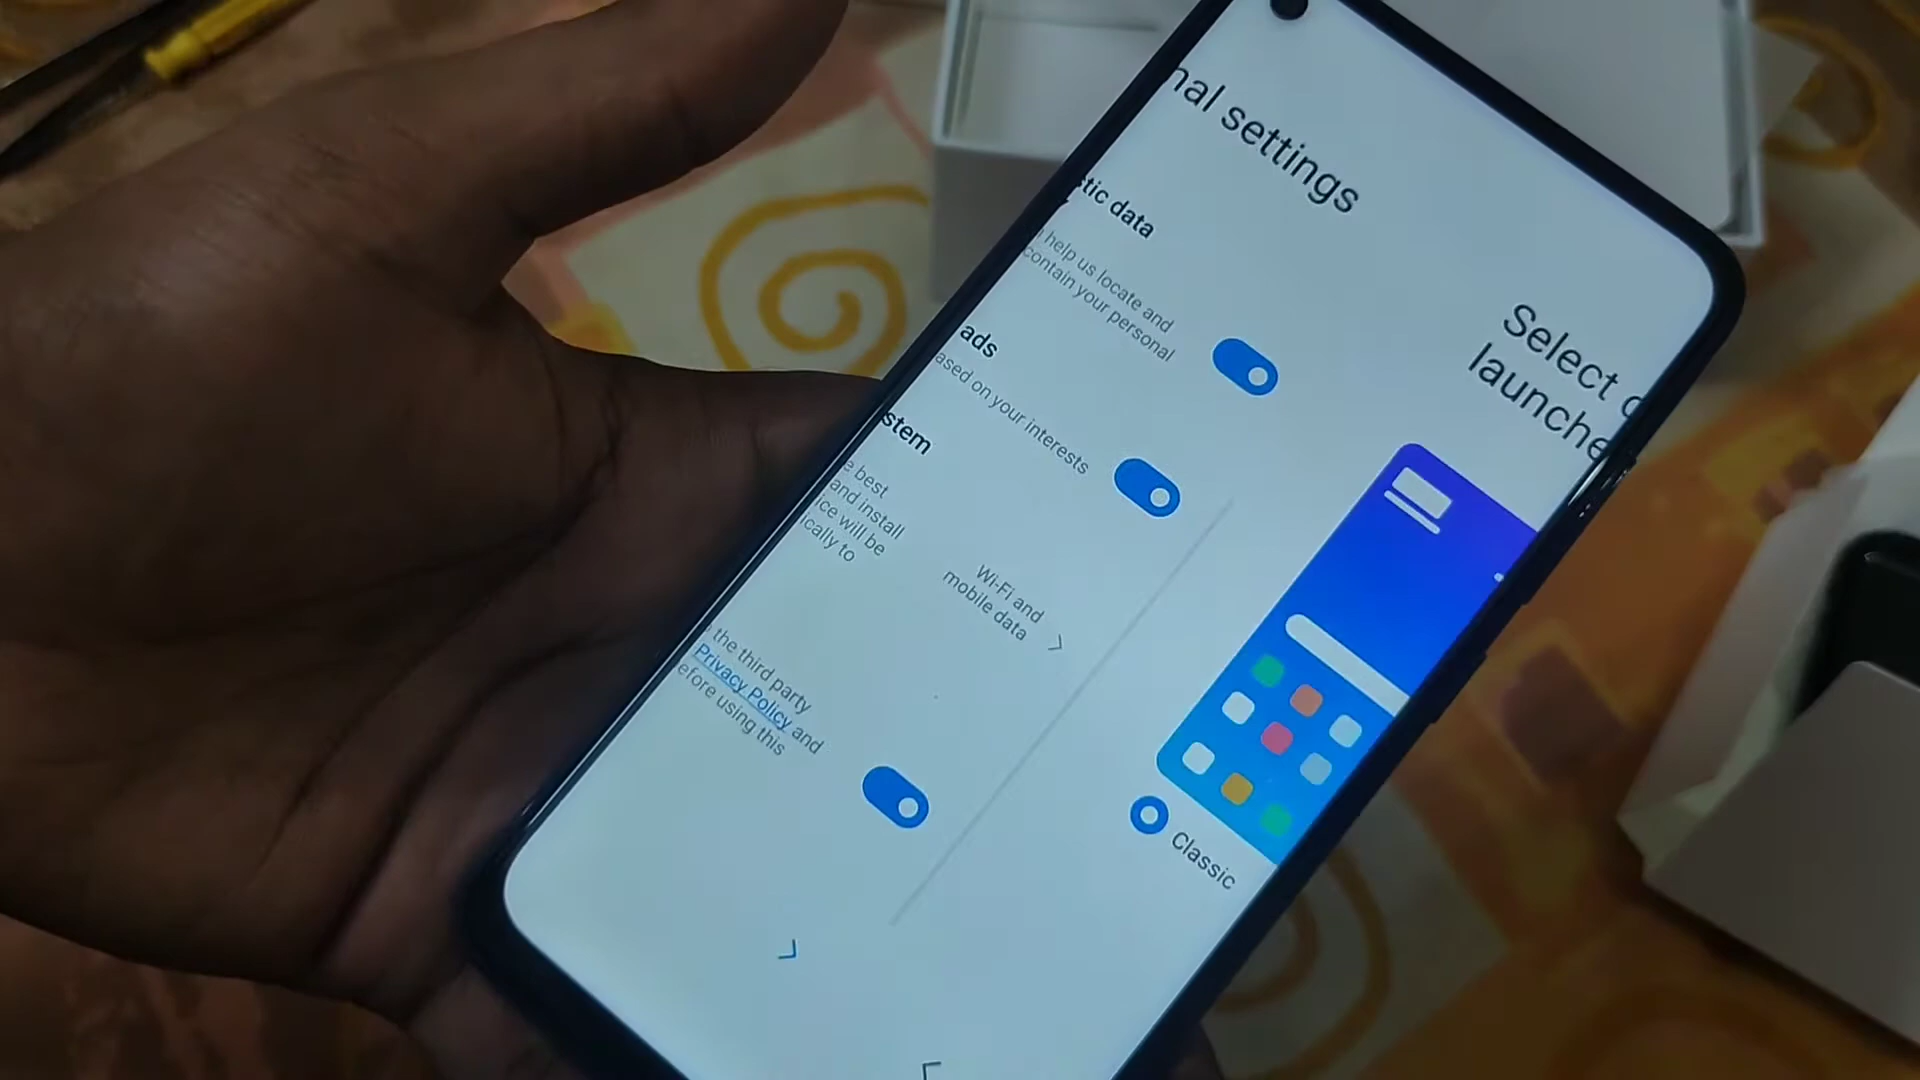 nal settings
stic data
help us locate and
contain your personal
ads
ased on your interests
stem
e best
and install
ice will be
ically to
Wi-Fi and
mobile data
the third party
Privacy Policy and
efore using this
Select
launche
Classic